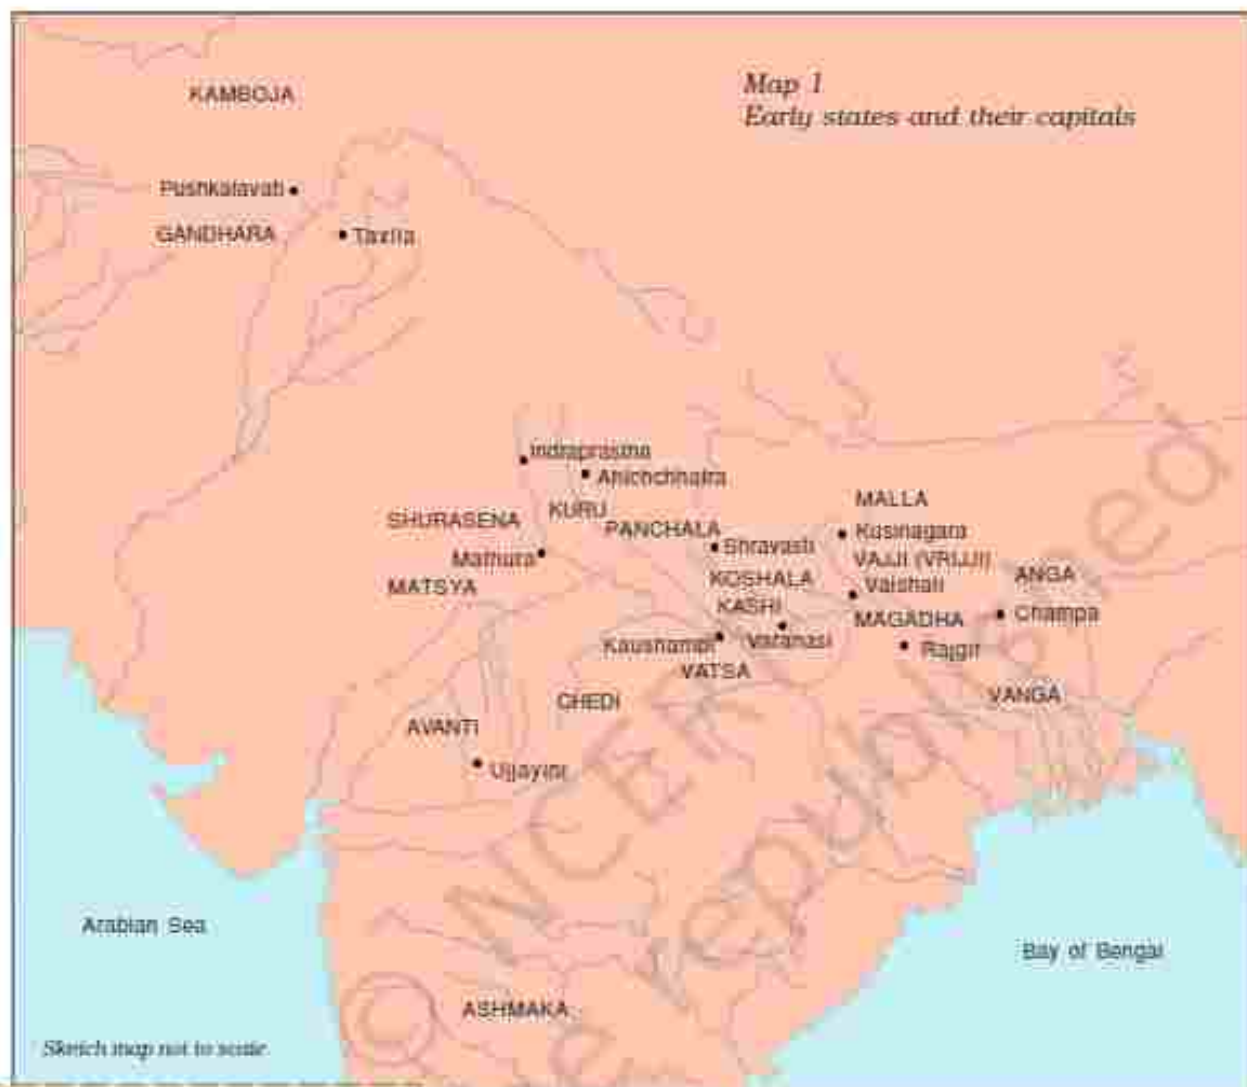 Map 1
Early states and their capitals
KAMBOJA
Pushkalavati
GANDHARA
Taxila
Indraprastha
Ahichchhatra
KURU
SHURASENA
PANCHALA
Mathura
MATSYA
MALLA
Kusinagara
Shravasti
VAJJI (VRIJJI)
KOSHALA
Vaishali
ANGA
KASHI
MAGADHA
Champa
Kaushambi
Varanasi
Rajgir
VATSA
CHEDI
VANGA
AVANTI
Ujjayini
Arabian Sea
Bay of Bengal
ASHMAKA
Sketch map not to scale
© NCERT
republished